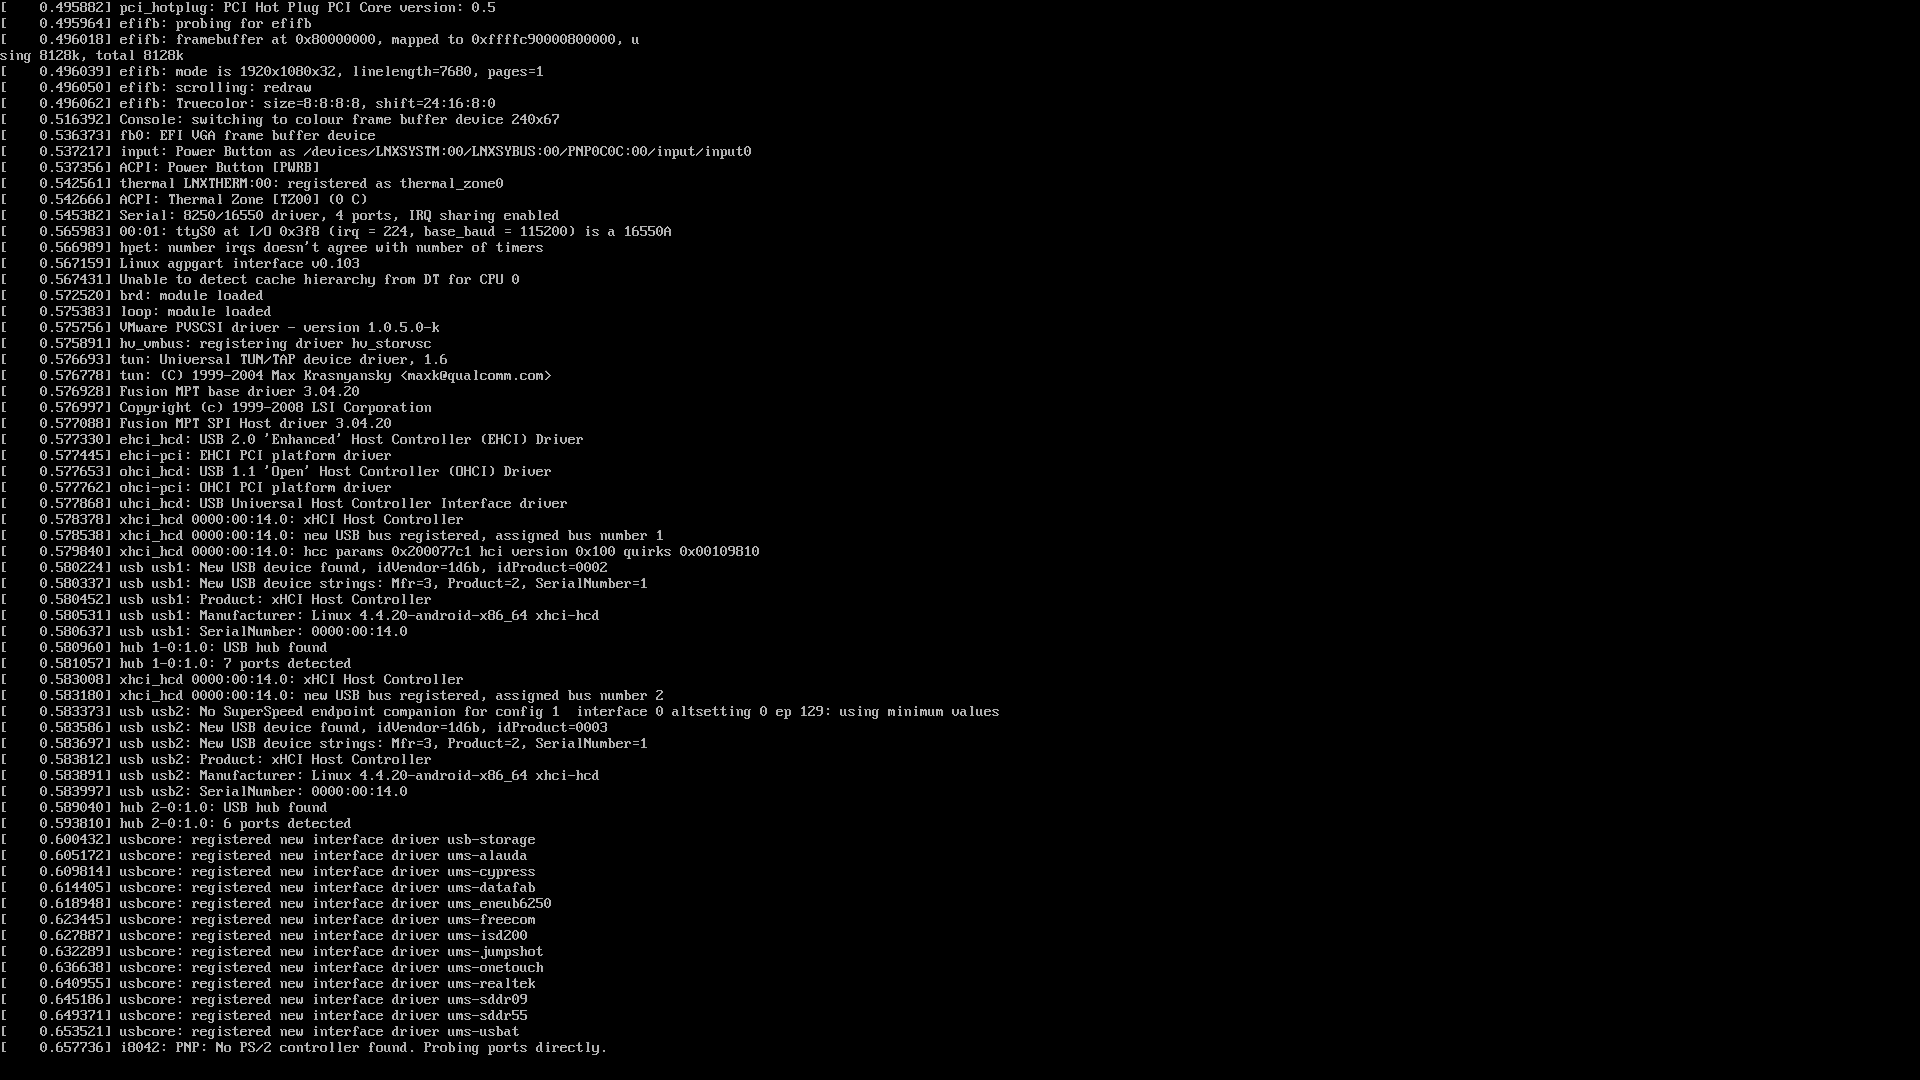 [    0.495882] pci_hotplug: PCI Hot Plug PCI Core version: 0.5
[    0.495964] efifb: probing for efifb
[    0.496018] efifb: framebuffer at 0x80000000, mapped to 0xffffc90000800000, u
sing 8128k, total 8128k
[    0.496039] efifb: mode is 1920x1080x32, linelength=7680, pages=1
[    0.496050] efifb: scrolling: redraw
[    0.496062] efifb: Truecolor: size=8:8:8:8, shift=24:16:8:0
[    0.516392] Console: switching to colour frame buffer device 240x67
[    0.536373] fb0: EFI VGA frame buffer device
[    0.537217] input: Power Button as /devices/LNXSYSTM:00/LNXSYBUS:00/PNP0C0C:00/input/input0
[    0.537356] ACPI: Power Button [PWRB]
[    0.542561] thermal LNXTHERM:00: registered as thermal_zone0
[    0.542666] ACPI: Thermal Zone [TZ00] (0 C)
[    0.545382] Serial: 8250/16550 driver, 4 ports, IRQ sharing enabled
[    0.565983] 00:01: ttyS0 at I/O 0x3f8 (irq = 224, base_baud = 115200) is a 16550A
[    0.566989] hpet: number irqs doesn't agree with number of timers
[    0.567159] Linux agpgart interface v0.103
[    0.567431] Unable to detect cache hierarchy from DT for CPU 0
[    0.572520] brd: module loaded
[    0.575383] loop: module loaded
[    0.575756] VMware PVSCSI driver - version 1.0.5.0-k
[    0.575891] hv_vmbus: registering driver hv_storvsc
[    0.576693] tun: Universal TUN/TAP device driver, 1.6
[    0.576778] tun: (C) 1999-2004 Max Krasnyansky <maxk@qualcomm.com>
[    0.576928] Fusion MPT base driver 3.04.20
[    0.576997] Copyright (c) 1999-2008 LSI Corporation
[    0.577088] Fusion MPT SPI Host driver 3.04.20
[    0.577330] ehci_hcd: USB 2.0 'Enhanced' Host Controller (EHCI) Driver
[    0.577445] ehci-pci: EHCI PCI platform driver
[    0.577653] ohci_hcd: USB 1.1 'Open' Host Controller (OHCI) Driver
[    0.577762] ohci-pci: OHCI PCI platform driver
[    0.577868] uhci_hcd: USB Universal Host Controller Interface driver
[    0.578378] xhci_hcd 0000:00:14.0: xHCI Host Controller
[    0.578538] xhci_hcd 0000:00:14.0: new USB bus registered, assigned bus number 1
[    0.579840] xhci_hcd 0000:00:14.0: hcc params 0x200077c1 hci version 0x100 quirks 0x00109810
[    0.580224] usb usb1: New USB device found, idVendor=1d6b, idProduct=0002
[    0.580337] usb usb1: New USB device strings: Mfr=3, Product=2, SerialNumber=1
[    0.580452] usb usb1: Product: xHCI Host Controller
[    0.580531] usb usb1: Manufacturer: Linux 4.4.20-android-x86_64 xhci-hcd
[    0.580637] usb usb1: SerialNumber: 0000:00:14.0
[    0.580960] hub 1-0:1.0: USB hub found
[    0.581057] hub 1-0:1.0: 7 ports detected
[    0.583008] xhci_hcd 0000:00:14.0: xHCI Host Controller
[    0.583180] xhci_hcd 0000:00:14.0: new USB bus registered, assigned bus number 2
[    0.583373] usb usb2: No SuperSpeed endpoint companion for config 1  interface 0 altsetting 0 ep 129: using minimum values
[    0.583586] usb usb2: New USB device found, idVendor=1d6b, idProduct=0003
[    0.583697] usb usb2: New USB device strings: Mfr=3, Product=2, SerialNumber=1
[    0.583812] usb usb2: Product: xHCI Host Controller
[    0.583891] usb usb2: Manufacturer: Linux 4.4.20-android-x86_64 xhci-hcd
[    0.583997] usb usb2: SerialNumber: 0000:00:14.0
[    0.589040] hub 2-0:1.0: USB hub found
[    0.593810] hub 2-0:1.0: 6 ports detected
[    0.600432] usbcore: registered new interface driver usb-storage
[    0.605172] usbcore: registered new interface driver ums-alauda
[    0.609814] usbcore: registered new interface driver ums-cypress
[    0.614405] usbcore: registered new interface driver ums-datafab
[    0.618948] usbcore: registered new interface driver ums_eneub6250
[    0.623445] usbcore: registered new interface driver ums-freecom
[    0.627887] usbcore: registered new interface driver ums-isd200
[    0.632289] usbcore: registered new interface driver ums-jumpshot
[    0.636638] usbcore: registered new interface driver ums-onetouch
[    0.640955] usbcore: registered new interface driver ums-realtek
[    0.645186] usbcore: registered new interface driver ums-sddr09
[    0.649371] usbcore: registered new interface driver ums-sddr55
[    0.653521] usbcore: registered new interface driver ums-usbat
[    0.657736] i8042: PNP: No PS/2 controller found. Probing ports directly.